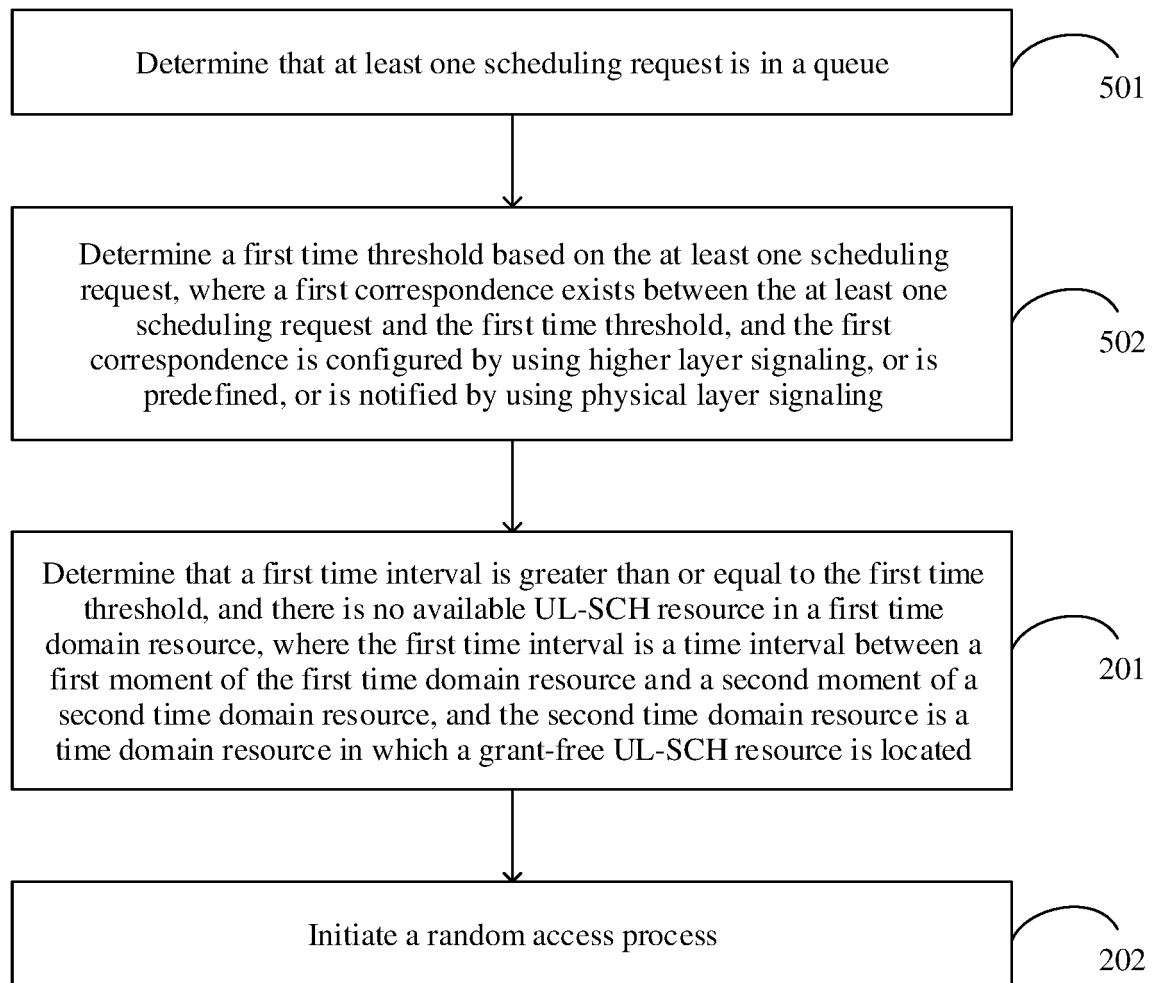 Determine that at least one scheduling request is in a queue
501
Determine a first time threshold based on the at least one scheduling
request, where a first correspondence exists between the at least one
scheduling request and the first time threshold, and the first
correspondence is configured by using higher layer signaling, or is
predefined, or is notified by using physical layer signaling
502
Determine that a first time interval is greater than or equal to the first time
threshold, and there is no available UL-SCH resource in a first time
domain resource, where the first time interval is a time interval between a
first moment of the first time domain resource and a second moment of a
second time domain resource, and the second time domain resource is a
time domain resource in which a grant-free UL-SCH resource is located
201
Initiate a random access process
202